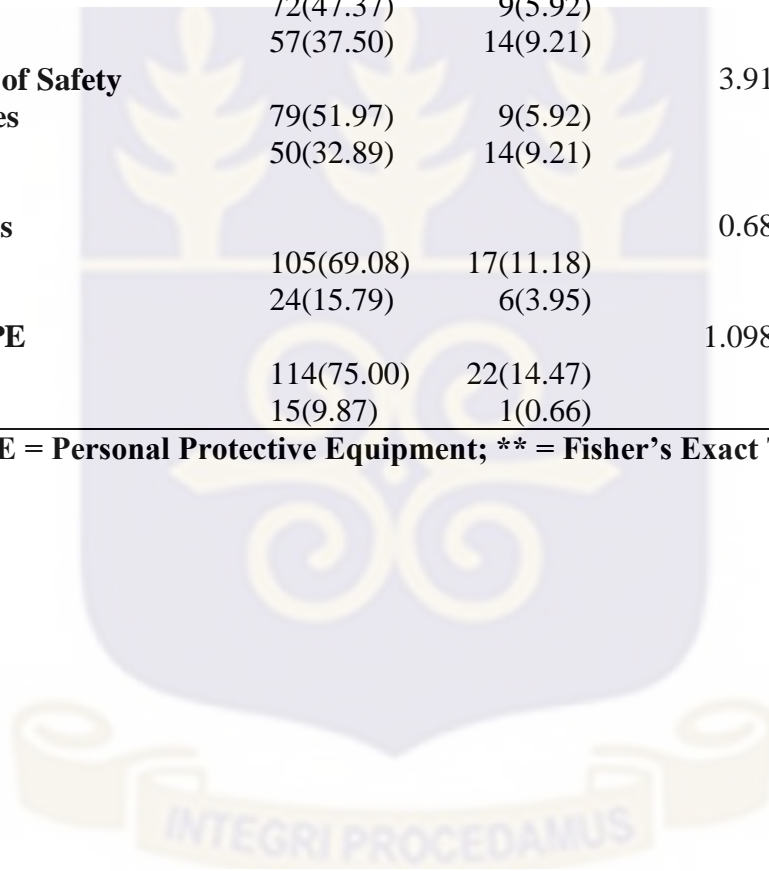 72(47.37) 9(5.92)
57(37.50) 14(9.21)
of Safety 3.91
es 79(51.97) 9(5.92)
50(32.89) 14(9.21)
s 0.68
105(69.08) 17(11.18)
24(15.79) 6(3.95)
PE 1.098
114(75.00) 22(14.47)
15(9.87) 1(0.66)
E = Personal Protective Equipment; ** = Fisher's Exact
INTEGRI PROCEDAMUS